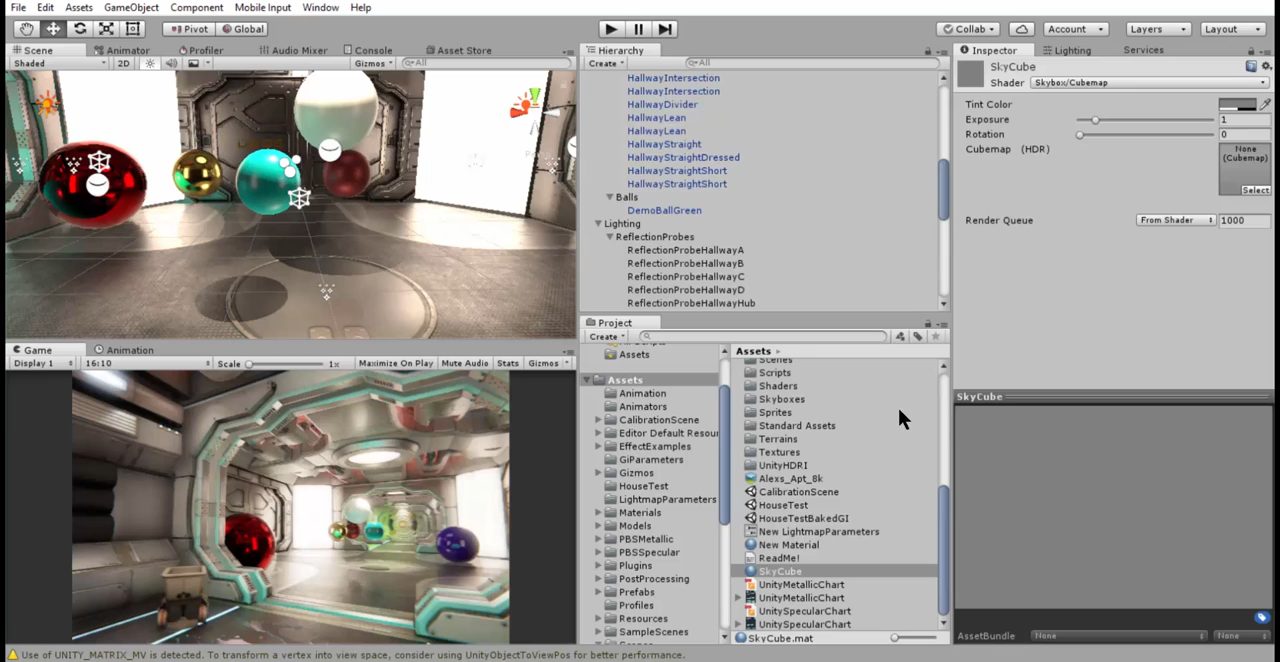 File Edit Assets GameObject Component Mobile Input Window Help
Pivot Global Collab Account Layers Layout
Scene Animator Profiler Audio Mixer Console Asset Store
Shaded 2D Gizmos All
Hierarchy
Create All
HallwayIntersection
HallwayIntersection
HallwayDivider
HallwayLean
HallwayLean
HallwayStraight
HallwayStraightDressed
HallwayStraightShort
HallwayStraightShort
Balls
DemoBallGreen
Lighting
ReflectionProbes
ReflectionProbeHallwayA
ReflectionProbeHallwayB
ReflectionProbeHallwayC
ReflectionProbeHallwayD
ReflectionProbeHallwayHub
Inspector Lighting Services
SkyCube
Shader Skybox/Cubemap
Tint Color
Exposure 1
Rotation 0
Cubemap (HDR) None
(Cubemap)
Select
Render Queue From Shader 1000
Game Animation
Display 1 16:10 Scale 1x Maximize On Play Mute Audio Stats Gizmos
Project
Create
Assets
Assets
Animation
Animators
CalibrationScene
Editor Default Resou
EffectExamples
GiParameters
Gizmos
HouseTest
LightmapParameters
Materials
Models
PBSMetallic
PBSSpecular
Plugins
PostProcessing
Prefabs
Profiles
Resources
SampleScenes
Assets
Scenes
Scripts
Shaders
Skyboxes
Sprites
Standard Assets
Terrains
Textures
UnityHDRI
Alexs_Apt_8k
CalibrationScene
HouseTest
HouseTestBakedGI
New LightmapParameters
New Material
ReadMe!
SkyCube
UnityMetallicChart
UnityMetallicChart
UnitySpecularChart
UnitySpecularChart
SkyCube.mat
SkyCube
AssetBundle None None
Use of UNITY_MATRIX_MV is detected. To transform a vertex into view space, consider using UnityObjectToViewPos for better performance.